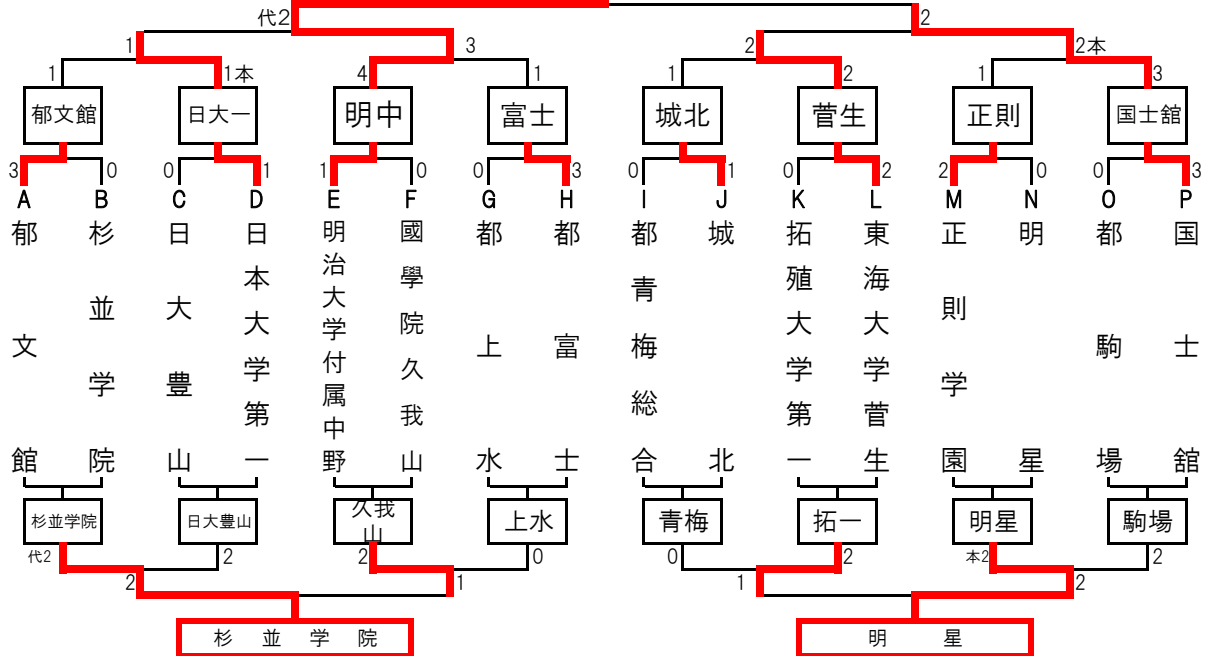 代2 2
1 3 2 2本
1 1本 4 1 1 2 1 3
郁文館 日大一 明中 富士 城北 菅生 正則 国士舘
3 0 0 1 1 0 0 3 0 1 0 2 2 0 0 3
A B C D E F G H I J K L M N O P
郁文館
杉並学院
日大豊山
日本大学第一
明治大学付属中野
國學院久我山
都上水
都富士
都青梅総合
城北
拓殖大学第一
東海大学菅生
正則学園
明星
都駒場
国士舘
杉並学院 日大豊山 久我山 上水 青梅 拓一 明星 駒場
代2 2 2 0 0 2 本2 2
2 1 1 2
杉並学院 明星